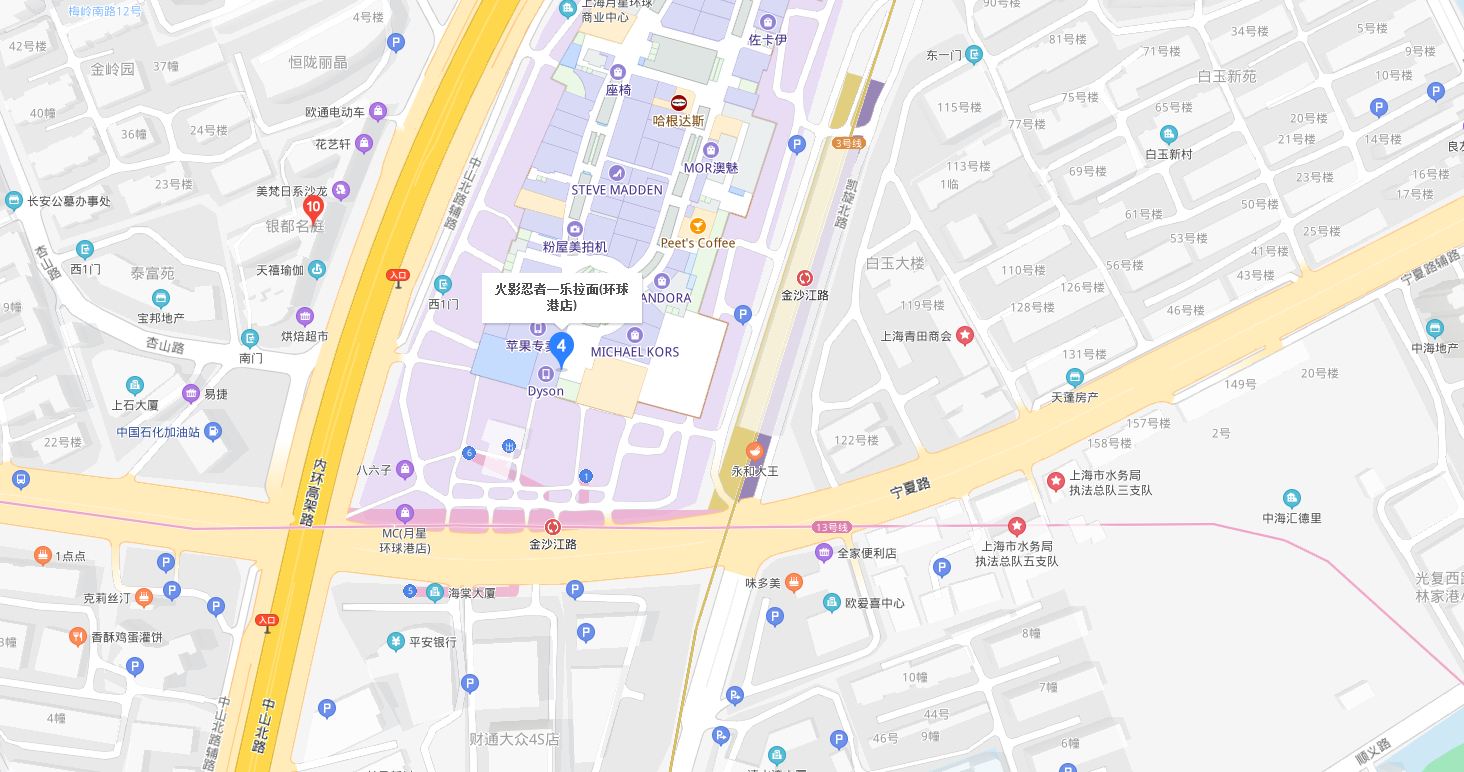 梅岭南路12号
4号楼
42号楼
金岭园
37幢
恒陇丽晶
40幢
36幢
24号楼
欧通电动车
花艺轩
23号楼
美梵日系沙龙
10
银都名庭
长安公墓办事处
杏山路
西1门
泰富苑
天禧瑜伽
宝邦地产
9幢
烘焙超市
杏山路
南门
上石大厦
易捷
中国石化加油站
22号楼
入口
西1门
中山北路辅路
内环高架路
上海月星环球
商业中心
佐卡伊
座椅
哈根达斯
MOR澳魅
STEVE MADDEN
粉屋美拍机
Peet's Coffee
火影忍者一乐拉面(环球
港店)
ANDORA
苹果专
4
MICHAEL KORS
Dyson
6
出
1
八六子
MC(月星
环球港店)
金沙江路
3号线
凯旋北路
金沙江路
永和大王
宁夏路
13号线
90号楼
81号楼
东一门
71号楼
34号楼
5号楼
9号楼
10号楼
白玉新苑
115号楼
75号楼
65号楼
77号楼
20号楼
21号楼
14号楼
白玉新村
113号楼
1临
69号楼
23号楼
16号楼
17号楼
61号楼
50号楼
41号楼
25号楼
53号楼
白玉大楼
110号楼
56号楼
43号楼
宁夏路辅路
128号楼
126号楼
46号楼
119号楼
上海青田商会
131号楼
中海地产
天蓬房产
149号
20号楼
157号楼
122号楼
158号楼
2号
上海市水务局
执法总队三支队
中海汇德里
上海市水务局
执法总队五支队
全家便利店
味多美
欧爱喜中心
光复西路
林家港
1点点
克莉丝汀
香酥鸡蛋灌饼
3幢
4幢
入口
中山北路辅路
中山北路
5
海棠大厦
平安银行
财通大众4S店
8幢
10幢
7幢
44号
46号
9幢
6幢
顺义路